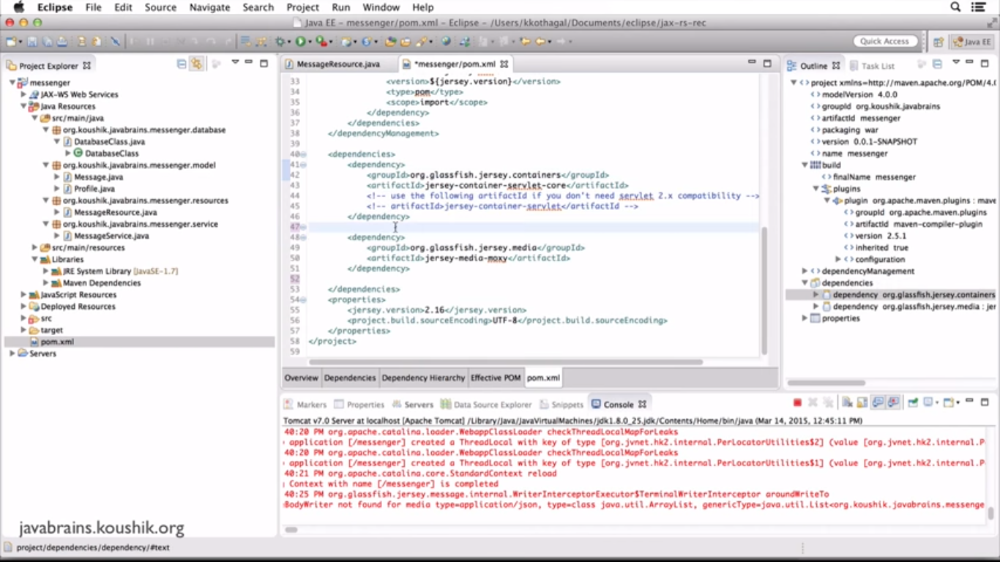 Eclipse File Edit Source Navigate Search Project Run Window Help
Java EE - messenger/pom.xml - Eclipse - /Users/kkothagal/Documents/eclipse/jax-rs-rec
Quick Access
Java EE
Project Explorer
messenger
JAX-WS Web Services
Java Resources
src/main/java
org.koushik.javabrains.messenger.database
DatabaseClass.java
DatabaseClass
org.koushik.javabrains.messenger.model
Message.java
Profile.java
org.koushik.javabrains.messenger.resources
MessageResource.java
org.koushik.javabrains.messenger.service
MessageService.java
src/main/resources
Libraries
JRE System Library [JavaSE-1.7]
Maven Dependencies
JavaScript Resources
Deployed Resources
src
target
pom.xml
Servers
MessageResource.java
*messenger/pom.xml
33 <version>${jersey.version}</version>
34 <type>pom</type>
35 <scope>import</scope>
36 </dependency>
37 </dependencies>
38 </dependencyManagement>
39
40 <dependencies>
41 <dependency>
42 <groupId>org.glassfish.jersey.containers</groupId>
43 <artifactId>jersey-container-servlet-core</artifactId>
44 <!-- use the following artifactId if you don't need servlet 2.x compatibility -->
45 <!-- artifactId>jersey-container-servlet</artifactId -->
46 </dependency>
47
48 <dependency>
49 <groupId>org.glassfish.jersey.media</groupId>
50 <artifactId>jersey-media-moxy</artifactId>
51 </dependency>
52
53 </dependencies>
54 <properties>
55 <jersey.version>2.16</jersey.version>
56 <project.build.sourceEncoding>UTF-8</project.build.sourceEncoding>
57 </properties>
58 </project>
59
Overview Dependencies Dependency Hierarchy Effective POM pom.xml
Outline
Task List
project xmlns=http://maven.apache.org/POM/4.(
modelVersion 4.0.0
groupId org.koushik.javabrains
artifactId messenger
packaging war
version 0.0.1-SNAPSHOT
name messenger
build
finalName messenger
plugins
plugin org.apache.maven.plugins : mave
groupId org.apache.maven.plugins
artifactId maven-compiler-plugin
version 2.5.1
inherited true
configuration
dependencyManagement
dependencies
dependency org.glassfish.jersey.containers
dependency org.glassfish.jersey.media : jer
properties
Markers Properties Servers Data Source Explorer Snippets Console
Tomcat v7.0 Server at localhost [Apache Tomcat] /Library/Java/JavaVirtualMachines/jdk1.8.0_25.jdk/Contents/Home/bin/java (Mar 14, 2015, 12:45:11 PM)
40:20 PM org.apache.catalina.loader.WebappClassLoader checkThreadLocalMapForLeaks
application [/messenger] created a ThreadLocal with key of type [org.jvnet.hk2.internal.PerLocatorUtilities$2] (value [org.jvnet.hk2.internal.P
40:20 PM org.apache.catalina.loader.WebappClassLoader checkThreadLocalMapForLeaks
application [/messenger] created a ThreadLocal with key of type [org.jvnet.hk2.internal.PerLocatorUtilities$1] (value [org.jvnet.hk2.internal.P
40:21 PM org.apache.catalina.core.StandardContext reload
Context with name [/messenger] is completed
40:25 PM org.glassfish.jersey.message.internal.WriterInterceptorExecutor$TerminalWriterInterceptor aroundWriteTo
BodyWriter not found for media type=application/json, type=class java.util.ArrayList, genericType=java.util.List<org.koushik.javabrains.messenge
javabrains.koushik.org
project/dependencies/dependency/#text